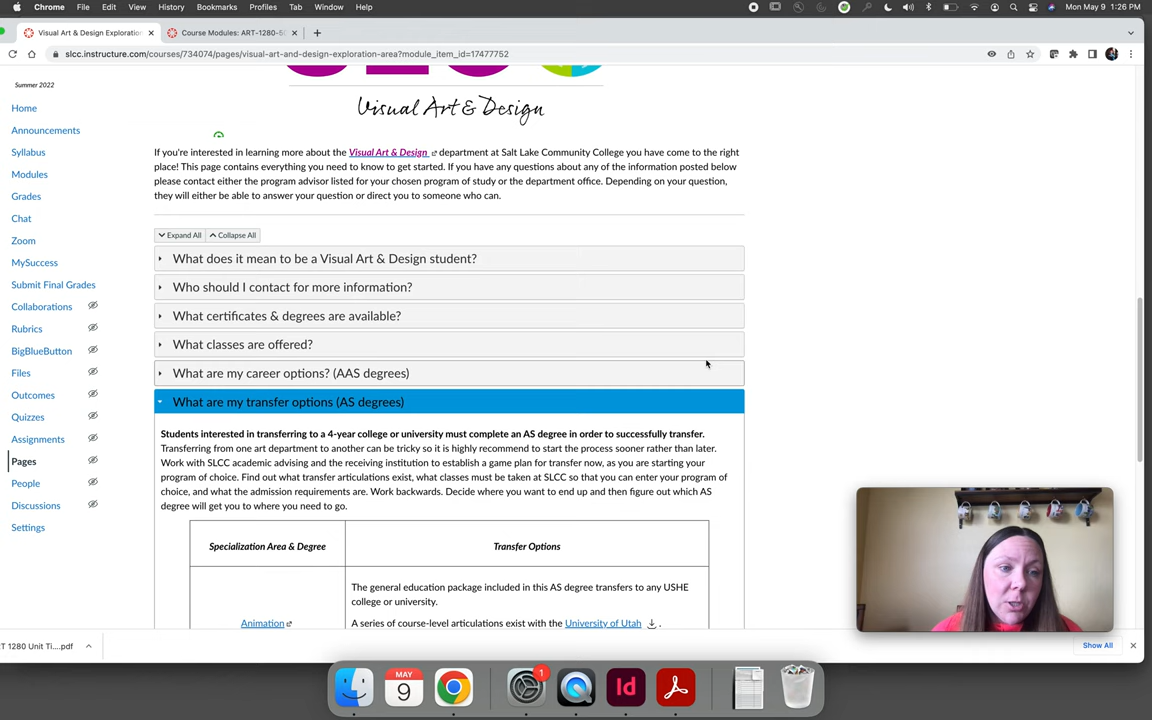 Chrome File Edit View History Bookmarks Profiles Tab Window Help Mon May 9 1:26 PM
Visual Art & Design Exploration Course Modules: ART-1280-50
slcc.instructure.com/courses/734074/pages/visual-art-and-design-exploration-area?module_item_id=17477752
Summer 2022
Home
Announcements
Syllabus
Modules
Grades
Chat
Zoom
MySuccess
Submit Final Grades
Collaborations
Rubrics
BigBlueButton
Files
Outcomes
Quizzes
Assignments
Pages
People
Discussions
Settings
Visual Art & Design
If you're interested in learning more about the Visual Art & Design department at Salt Lake Community College you have come to the right
place! This page contains everything you need to know to get started. If you have any questions about any of the information posted below
please contact either the program advisor listed for your chosen program of study or the department office. Depending on your question,
they will either be able to answer your question or direct you to someone who can.
Expand All Collapse All
What does it mean to be a Visual Art & Design student?
Who should I contact for more information?
What certificates & degrees are available?
What classes are offered?
What are my career options? (AAS degrees)
What are my transfer options (AS degrees)
Students interested in transferring to a 4-year college or university must complete an AS degree in order to successfully transfer.
Transferring from one art department to another can be tricky so it is highly recommend to start the process sooner rather than later.
Work with SLCC academic advising and the receiving institution to establish a game plan for transfer now, as you are starting your
program of choice. Find out what transfer articulations exist, what classes must be taken at SLCC so that you can enter your program of
choice, and what the admission requirements are. Work backwards. Decide where you want to end up and then figure out which AS
degree will get you to where you need to go.
Specialization Area & Degree Transfer Options
The general education package included in this AS degree transfers to any USHE
college or university.
Animation A series of course-level articulations exist with the University of Utah .
T 1280 Unit Ti....pdf Show All
MAY
9
1
Id